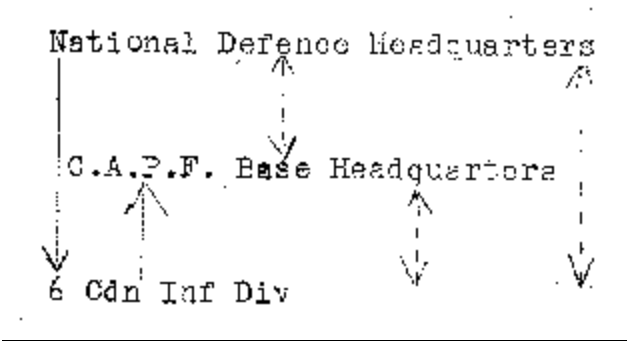 National Defence Headquarters
C.A.P.F. Base Headquarters
6 Cdn Inf Div